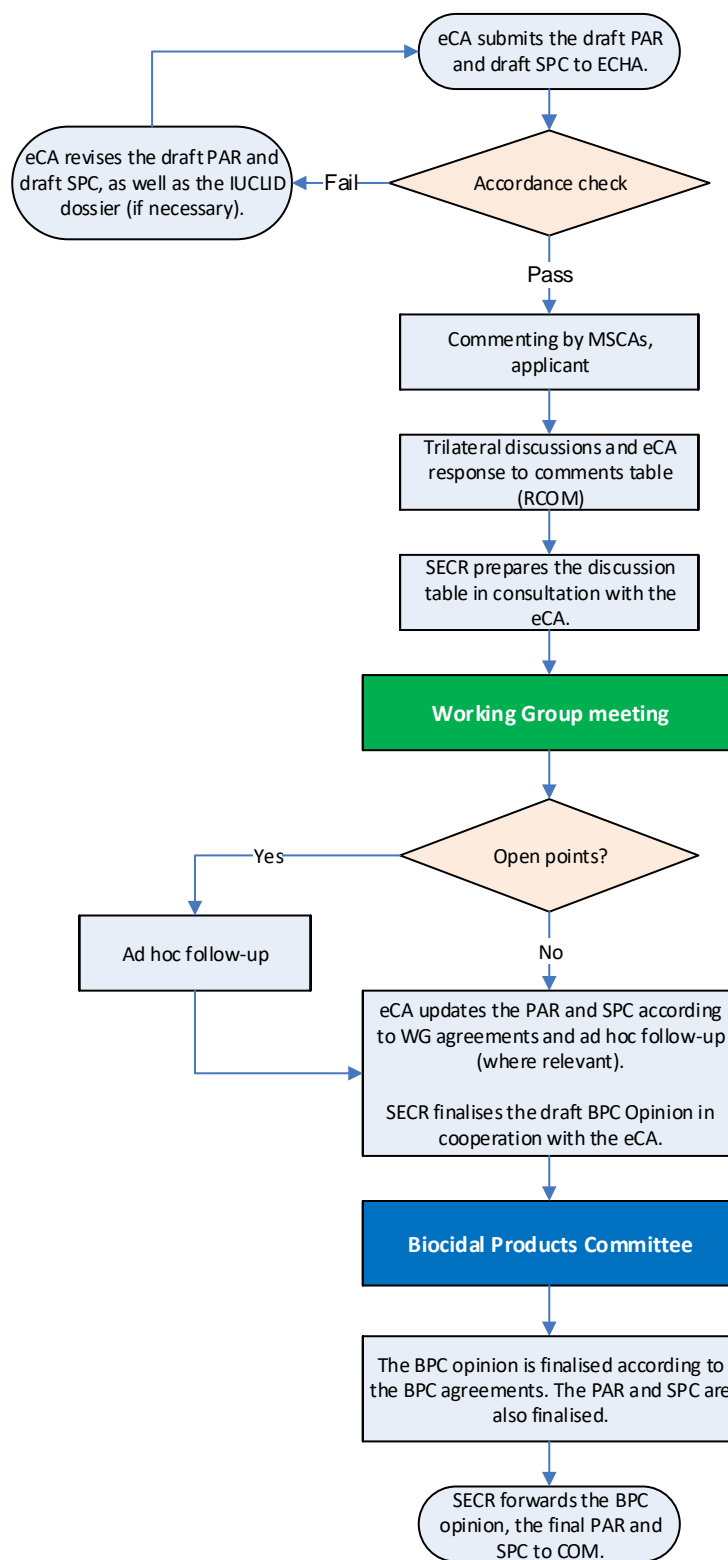 eCA submits the draft PAR
and draft SPC to ECHA.
eCA revises the draft PAR and
draft SPC, as well as the IUCLID
dossier (if necessary).
Fail
Accordance check
Pass
Commenting by MSCAs,
applicant
Trilateral discussions and eCA
response to comments table
(RCOM)
SECR prepares the discussion
table in consultation with the
eCA.
Working Group meeting
Yes
Open points?
Ad hoc follow-up
No
eCA updates the PAR and SPC according
to WG agreements and ad hoc follow-up
(where relevant).
SECR finalises the draft BPC Opinion in
cooperation with the eCA.
Biocidal Products Committee
The BPC opinion is finalised according to
the BPC agreements. The PAR and SPC are
also finalised.
SECR forwards the BPC
opinion, the final PAR and
SPC to COM.